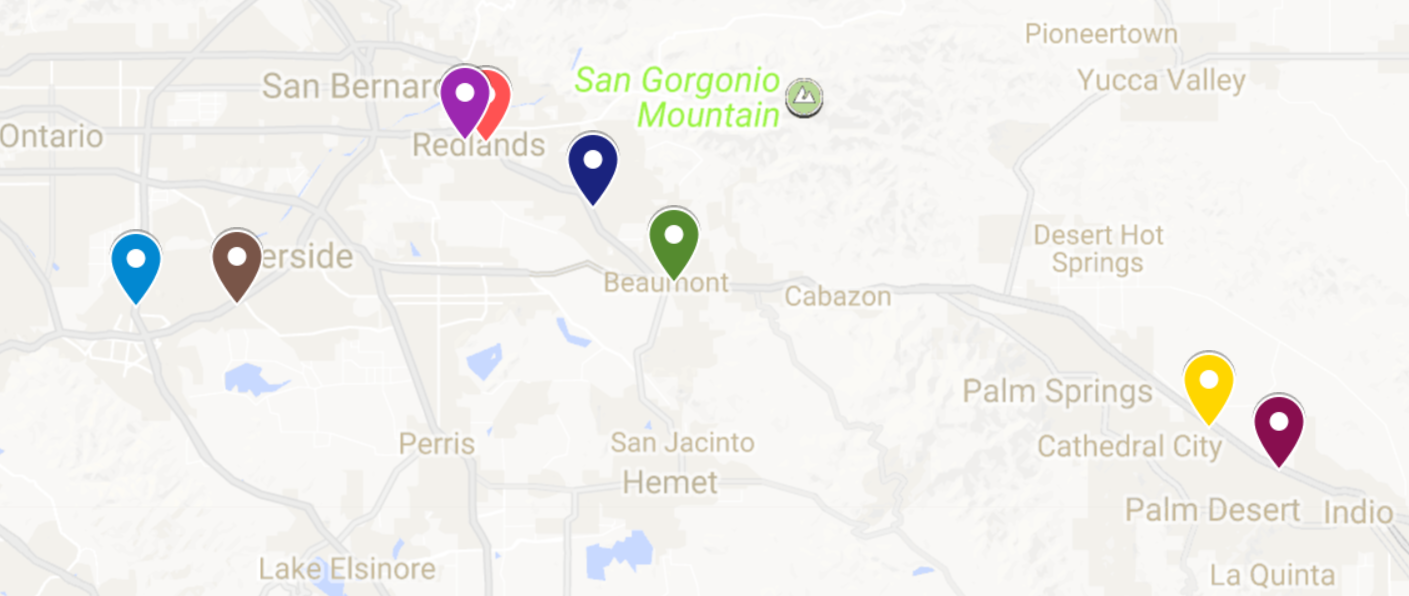 Pioneertown
San Bernard
San Gorgonio
Mountain
Yucca Valley
Ontario
Redlands
erside
Desert Hot
Springs
Beaumont
Cabazon
Palm Springs
Cathedral City
Perris
San Jacinto
Hemet
Palm Desert
Indio
Lake Elsinore
La Quinta